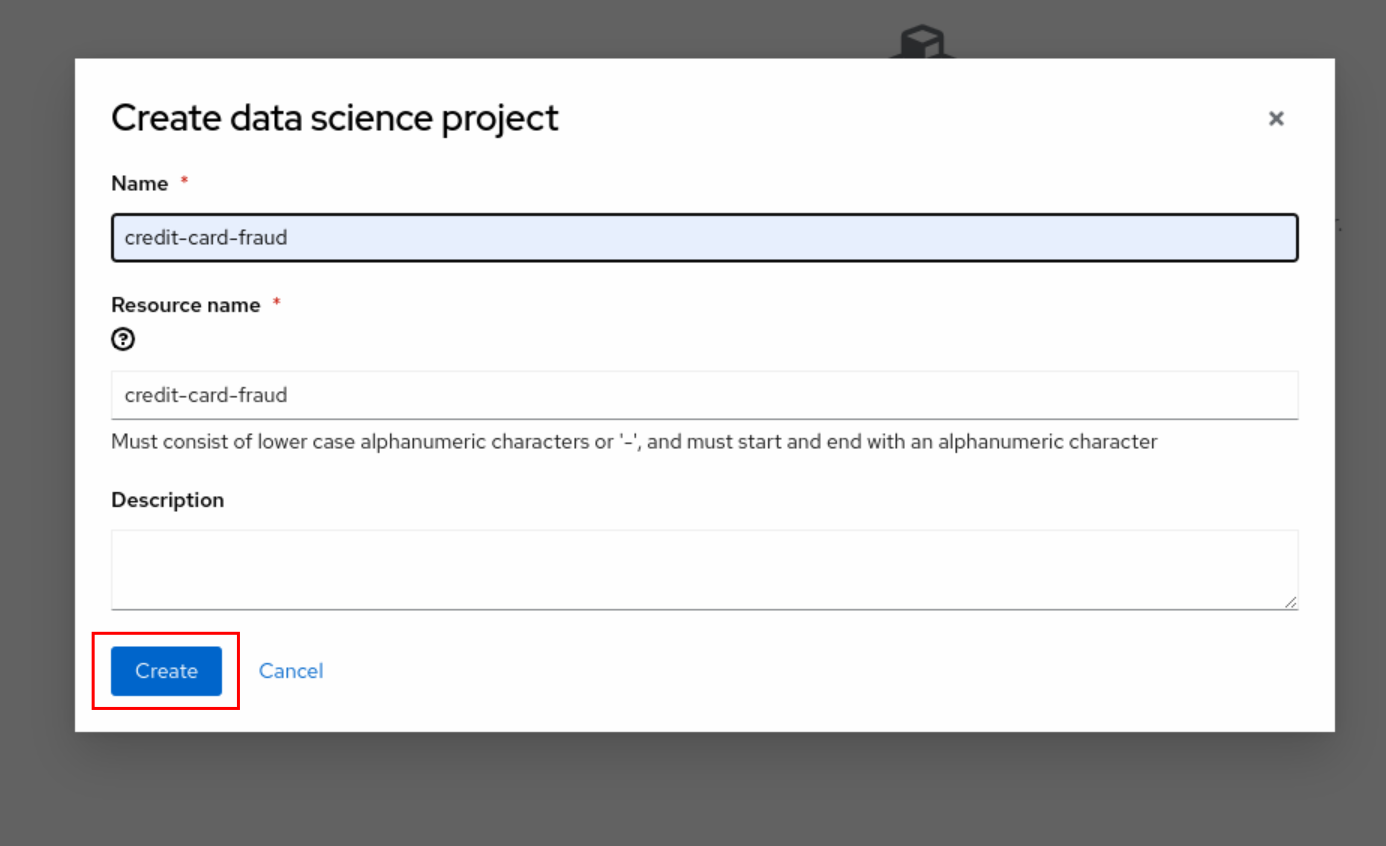 Create data science project
Name *
credit-card-fraud
Resource name *
credit-card-fraud
Must consist of lower case alphanumeric characters or '-', and must start and end with an alphanumeric character
Description
Create
Cancel